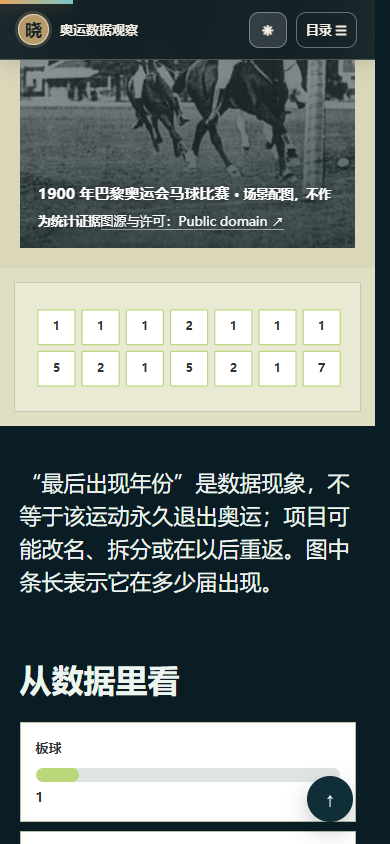 晓 奥运数据观察 目录 ☰
1900 年巴黎奥运会马球比赛 · 场景配图，不作
为统计证据图源与许可：Public domain ↗
1 1 1 2 1 1 1
5 2 1 5 2 1 7
“最后出现年份”是数据现象，不
等于该运动永久退出奥运；项目可
能改名、拆分或在以后重返。图中
条长表示它在多少届出现。
从数据里看
板球
1
↑